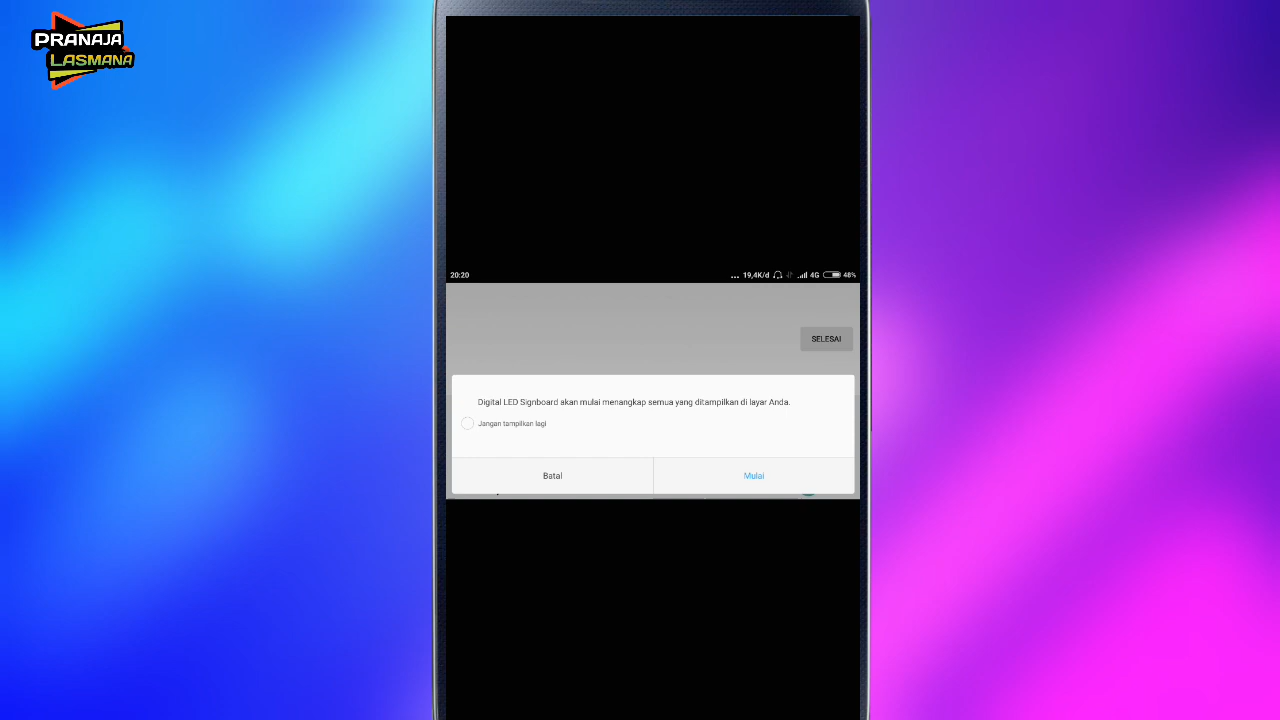 PRANAJA
LASMANA
20:20
... 19,4K/d 4G 48%
SELESAI
Digital LED Signboard akan mulai menangkap semua yang ditampilkan di layar Anda.
Jangan tampilkan lagi
Batal
Mulai